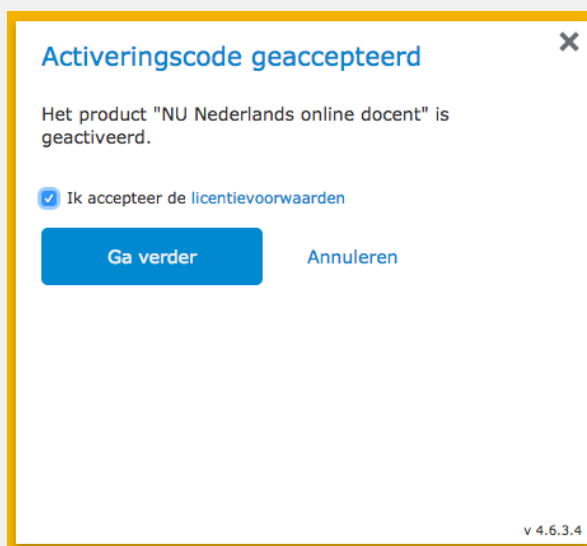 Activeringscode geaccepteerd
Het product "NU Nederlands online docent" is
geactiveerd.
Ik accepteer de licentievoorwaarden
Ga verder Annuleren
v 4.6.3.4